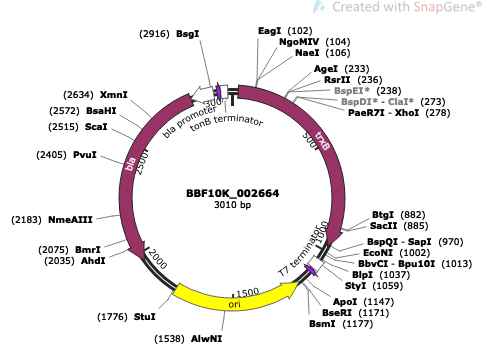 Created with SnapGene®
(2916) BsgI
EagI (102)
NgoMIV (104)
NaeI (106)
AgeI (233)
RsrII (236)
BspEI* (238)
BspDI* - ClaI* (273)
PaeR7I - XhoI (278)
(2634) XmnI
(2572) BsaHI
(2515) ScaI
(2405) PvuI
(2183) NmeAIII
(2075) BmrI
(2035) AhdI
(1776) StuI
(1538) AlwNI
BtgI (882)
SacII (885)
BspQI - SapI (970)
EcoNI (1002)
BbvCI - Bpu10I (1013)
BlpI (1037)
StyI (1059)
ApoI (1147)
BseRI (1171)
BsmI (1177)
bla promoter
tonB terminator
trxB
500
1000
T7 terminator
1500
ori
2000
2500
bla
BBF10K_002664
3010 bp